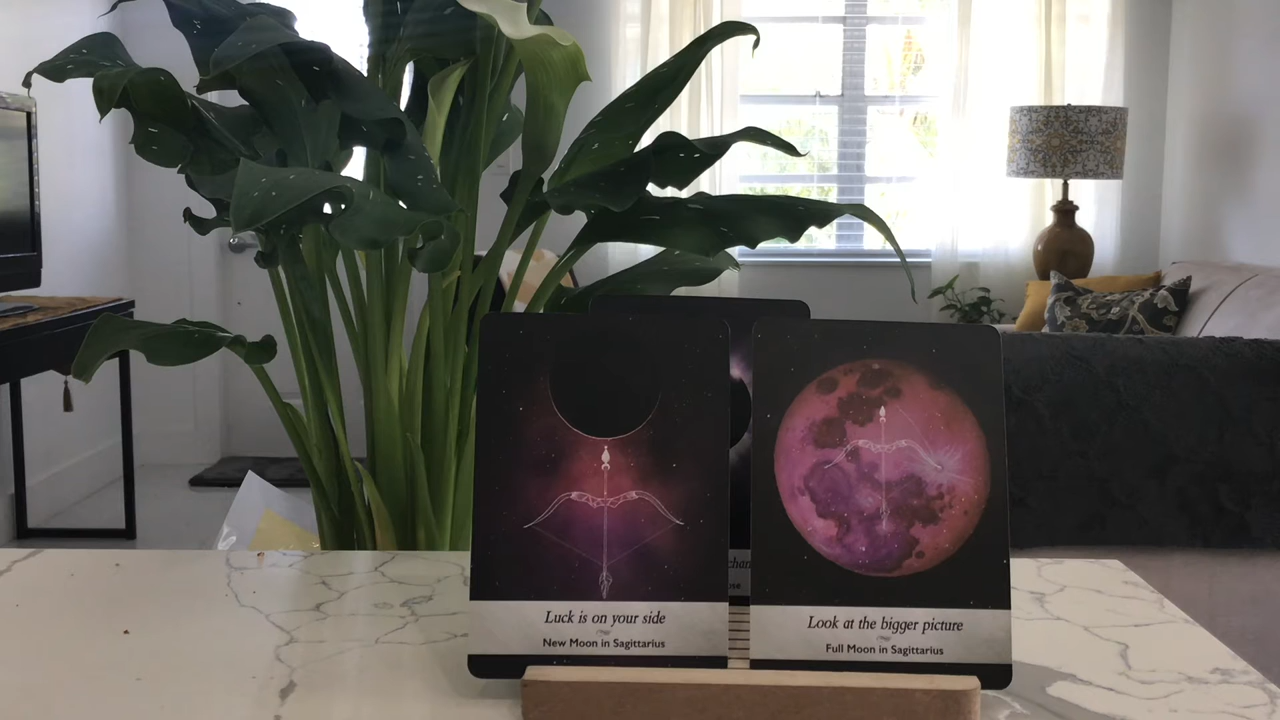 Luck is on your side
New Moon in Sagittarius
Look at the bigger picture
Full Moon in Sagittarius